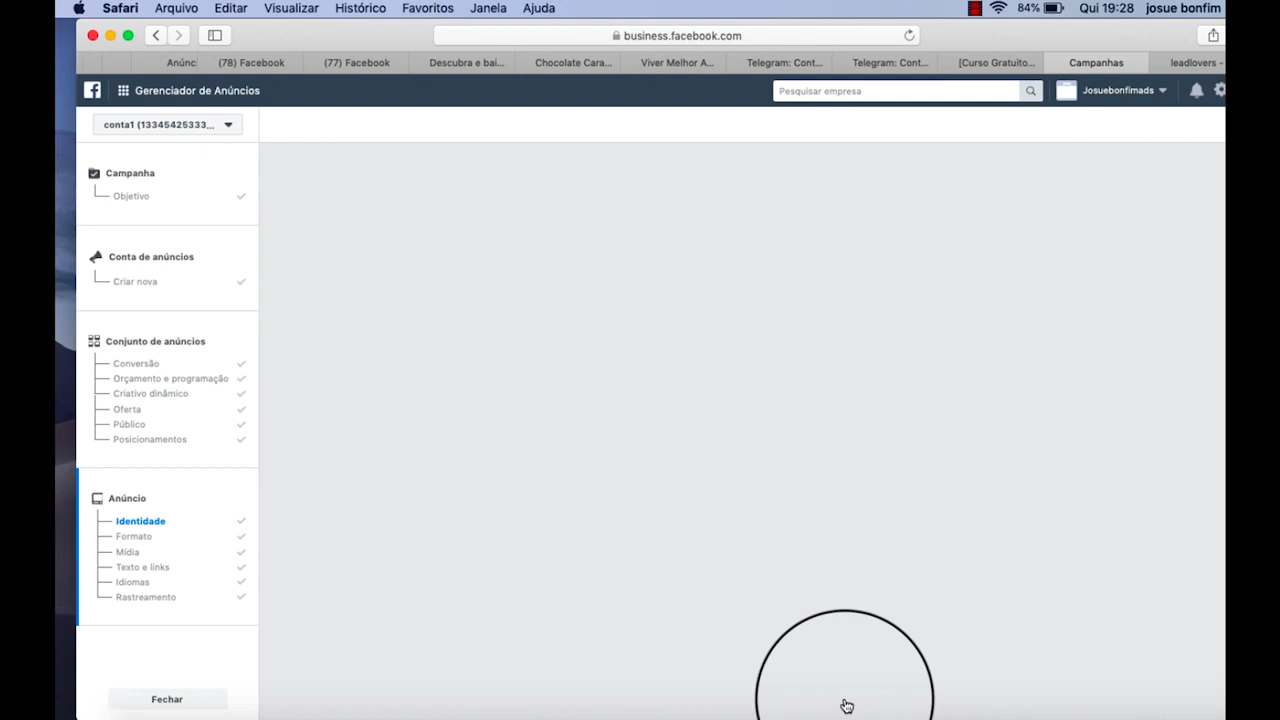 Safari Arquivo Editar Visualizar Histórico Favoritos Janela Ajuda 84% Qui 19:28 josue bonfim
business.facebook.com
Anúnc (78) Facebook (77) Facebook Descubra e bai... Chocolate Cara... Viver Melhor A... Telegram: Cont... Telegram: Cont... [Curso Gratuito... Campanhas leadlovers -
Gerenciador de Anúncios Pesquisar empresa Josuebonfimads
conta1 (13345425333...
Campanha
Objetivo
Conta de anúncios
Criar nova
Conjunto de anúncios
Conversão
Orçamento e programação
Criativo dinâmico
Oferta
Público
Posicionamentos
Anúncio
Identidade
Formato
Mídia
Texto e links
Idiomas
Rastreamento
Fechar